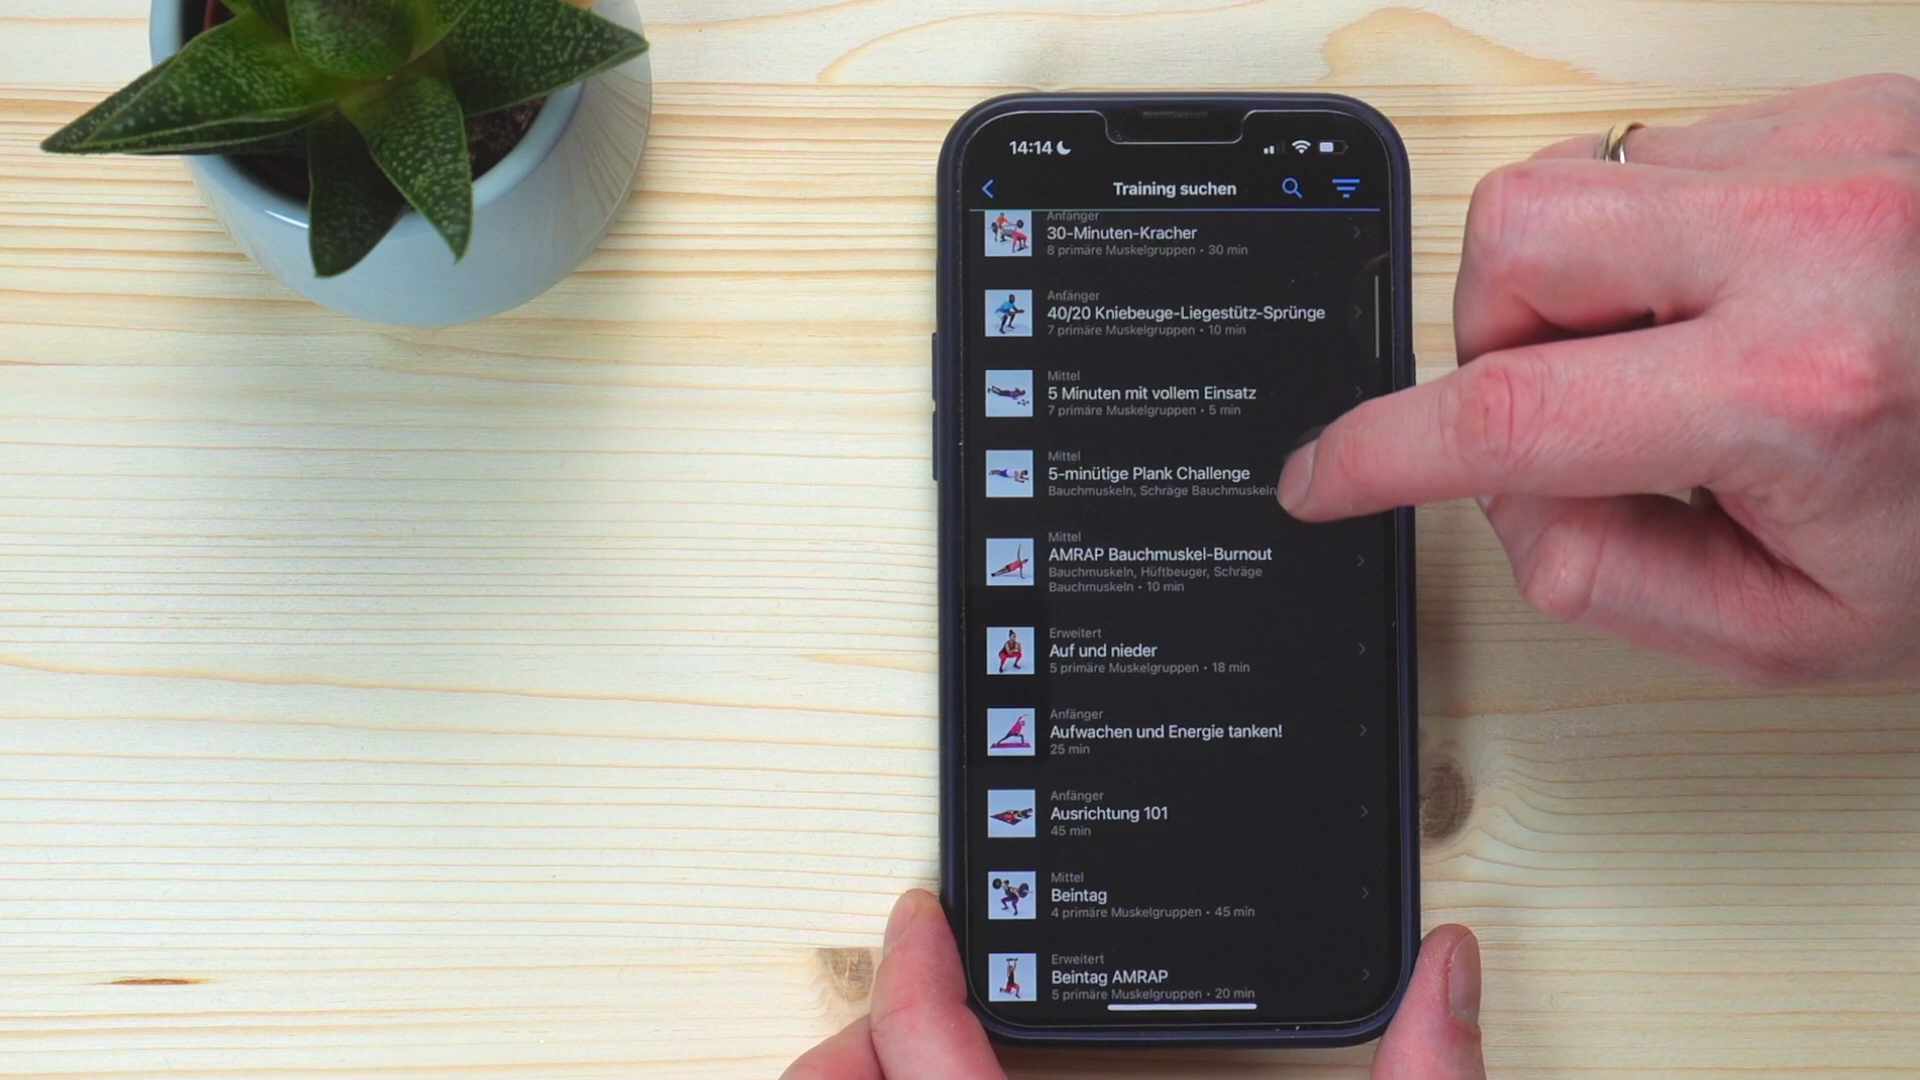 14:14
Training suchen
Anfänger
30-Minuten-Kracher
8 primäre Muskelgruppen • 30 min
Anfänger
40/20 Kniebeuge-Liegestütz-Sprünge
7 primäre Muskelgruppen • 10 min
Mittel
5 Minuten mit vollem Einsatz
7 primäre Muskelgruppen • 5 min
Mittel
5-minütige Plank Challenge
Bauchmuskeln, Schräge Bauchmuskeln
Mittel
AMRAP Bauchmuskel-Burnout
Bauchmuskeln, Hüftbeuger, Schräge
Bauchmuskeln • 10 min
Erweitert
Auf und nieder
5 primäre Muskelgruppen • 18 min
Anfänger
Aufwachen und Energie tanken!
25 min
Anfänger
Ausrichtung 101
45 min
Mittel
Beintag
4 primäre Muskelgruppen • 45 min
Erweitert
Beintag AMRAP
5 primäre Muskelgruppen • 20 min